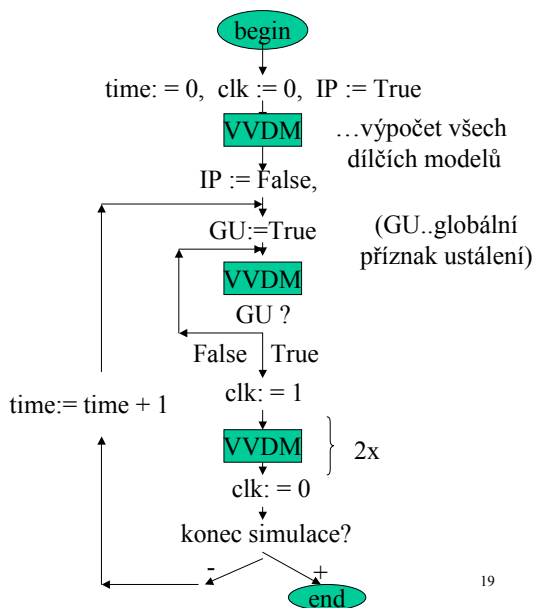 begin
time: = 0, clk := 0, IP := True
VVDM
…výpočet všech
dílčích modelů
IP := False,
GU:=True
(GU..globální
příznak ustálení)
VVDM
GU ?
False True
time:= time + 1
clk: = 1
VVDM
2x
clk: = 0
konec simulace?
- +
end
19